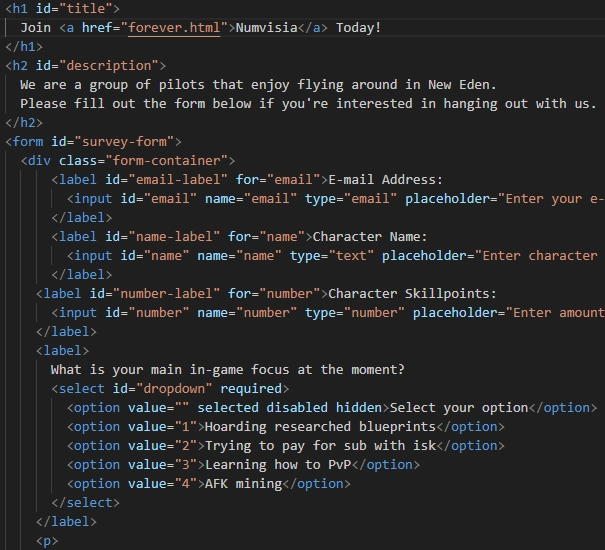 <h1 id="title">
Join <a href="forever.html">Numvisia</a> Today!
</h1>
<h2 id="description">
We are a group of pilots that enjoy flying around in New Eden.
Please fill out the form below if you're interested in hanging out with us.
</h2>
<form id="survey-form">
<div class="form-container">
<label id="email-label" for="email">E-mail Address:
<input id="email" name="email" type="email" placeholder="Enter your e-
</label>
<label id="name-label" for="name">Character Name:
<input id="name" name="name" type="text" placeholder="Enter character
</label>
<label id="number-label" for="number">Character Skillpoints:
<input id="number" name="number" type="number" placeholder="Enter amount
</label>
<label>
What is your main in-game focus at the moment?
<select id="dropdown" required>
<option value="" selected disabled hidden>Select your option</option>
<option value="1">Hoarding researched blueprints</option>
<option value="2">Trying to pay for sub with isk</option>
<option value="3">Learning how to PvP</option>
<option value="4">AFK mining</option>
</select>
</label>
<p>